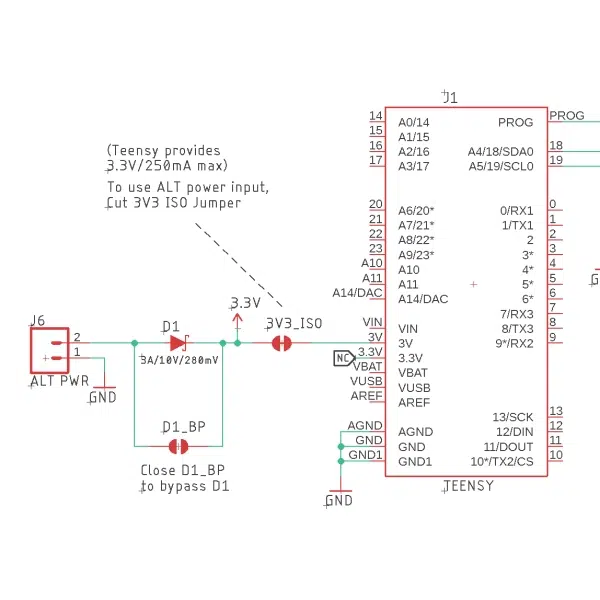 J1
14 A0/14 PROG PROG
15 A1/15
16 A2/16 A4/18/SDA0 18
17 A3/17 A5/19/SCL0 19
(Teensy provides
3.3V/250mA max)
To use ALT power input,
Cut 3V3 ISO Jumper
20 A6/20* 0/RX1 0
21 A7/21* 1/TX1 1
22 A8/22* 2 2
23 A9/23* 3* 3
A10 A10 4* 4
A11 A11 5* 5
A14/DAC A14/DAC 6* 6
7/RX3 7
3.3V
J6 D1 3V3_ISO VIN VIN 8/TX3 8
2 3V 3V 9*/RX2 9
1 3A/10V/280mV NC 3.3V 3.3V
VBAT VBAT
ALT PWR VUSB VUSB
GND AREF AREF
13/SCK 13
D1_BP AGND AGND 12/DIN 12
GND GND 11/DOUT 11
GND1 GND1 10*/TX2/CS 10
Close D1_BP
to bypass D1
GND TEENSY